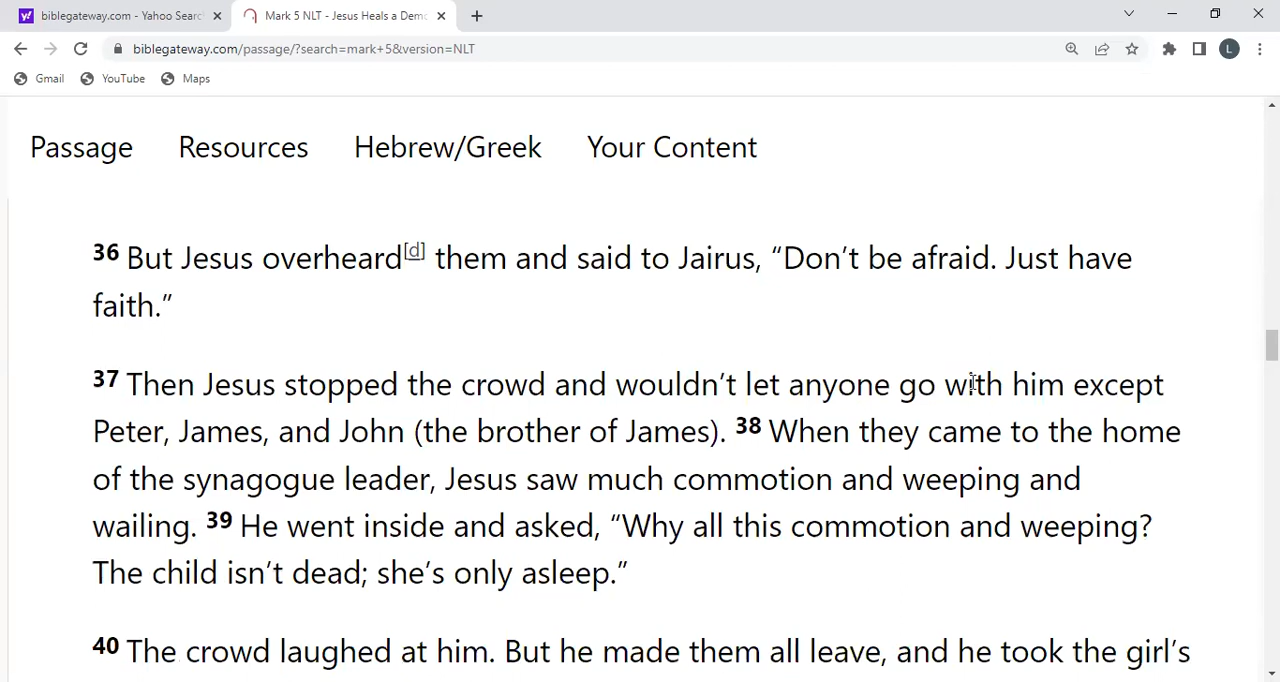 biblegateway.com - Yahoo Searc
Mark 5 NLT - Jesus Heals a Demo
biblegateway.com/passage/?search=mark+5&version=NLT
L
Gmail YouTube Maps
Passage Resources Hebrew/Greek Your Content
36 But Jesus overheard[d] them and said to Jairus, “Don’t be afraid. Just have
faith.”
37 Then Jesus stopped the crowd and wouldn’t let anyone go with him except
Peter, James, and John (the brother of James). 38 When they came to the home
of the synagogue leader, Jesus saw much commotion and weeping and
wailing. 39 He went inside and asked, “Why all this commotion and weeping?
The child isn’t dead; she’s only asleep.”
40 The crowd laughed at him. But he made them all leave, and he took the girl’s